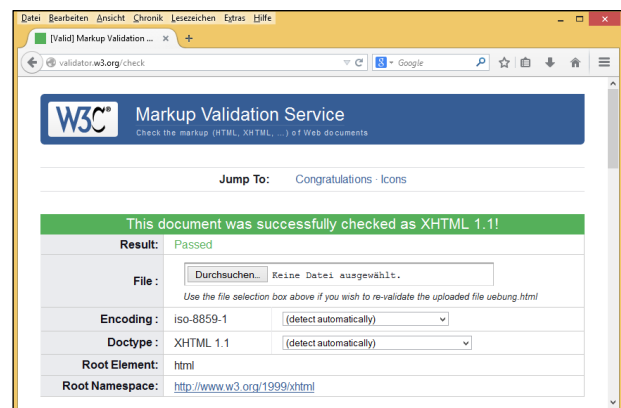 Datei Bearbeiten Ansicht Chronik Lesezeichen Extras Hilfe
[Valid] Markup Validation ... × +
validator.w3.org/check 8 Google
W3C® Markup Validation Service
Check the markup (HTML, XHTML, ...) of Web documents
Jump To: Congratulations · Icons
This document was successfully checked as XHTML 1.1!
Result: Passed
File : Durchsuchen... Keine Datei ausgewählt.
Use the file selection box above if you wish to re-validate the uploaded file uebung.html
Encoding : iso-8859-1 (detect automatically)
Doctype : XHTML 1.1 (detect automatically)
Root Element: html
Root Namespace: http://www.w3.org/1999/xhtml